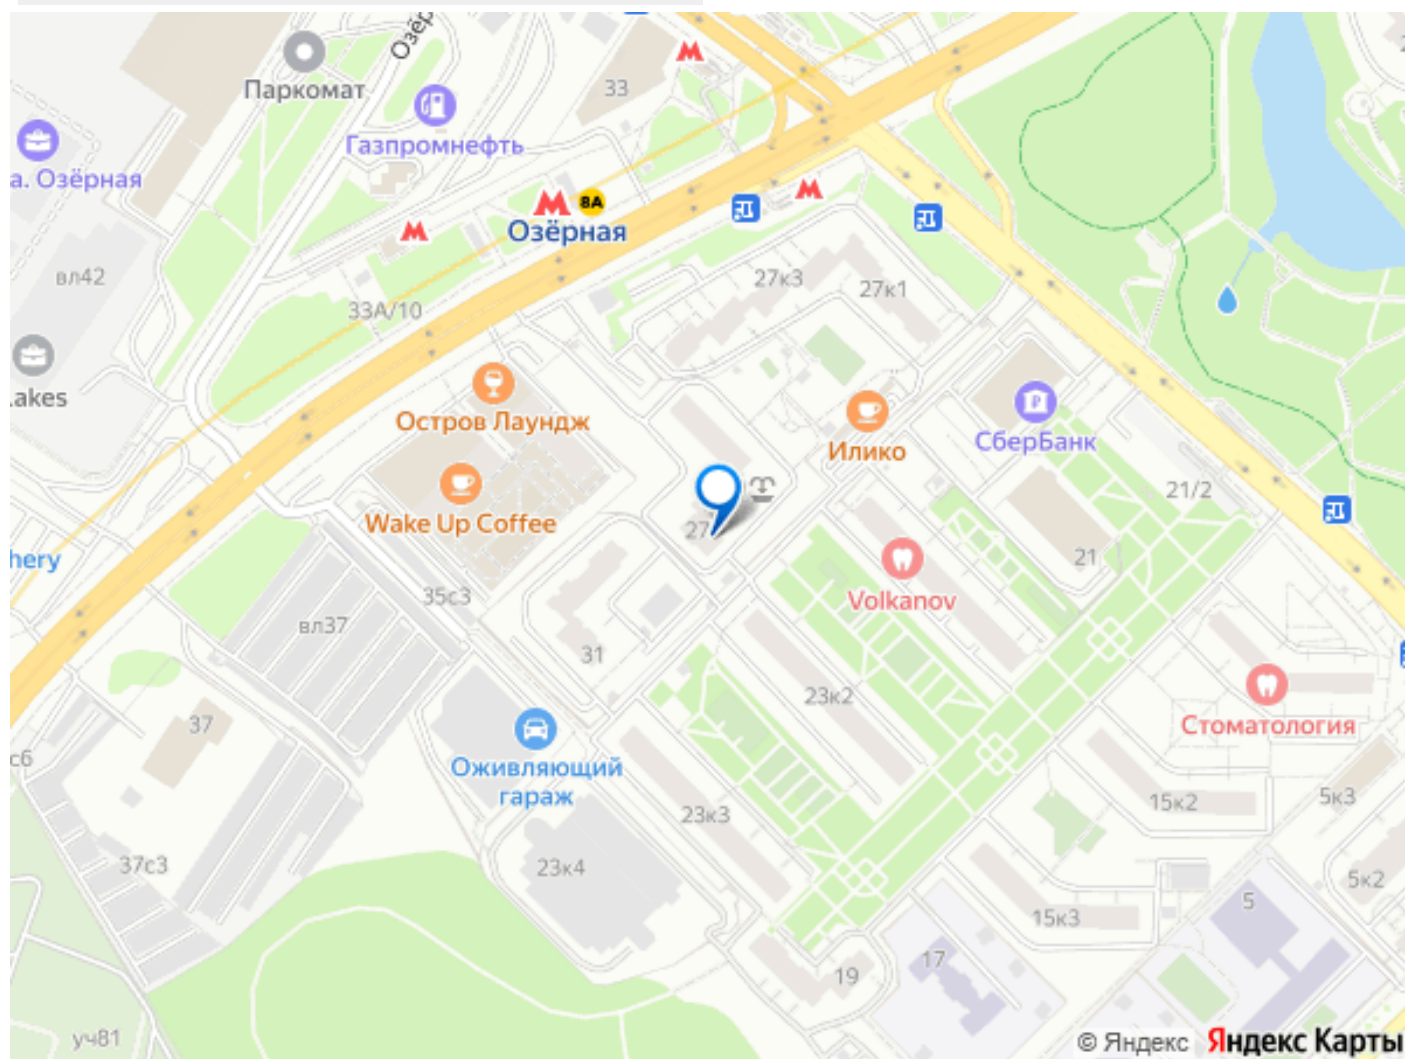 Озёр
33
Паркомат
Газпромнефть
а. Озёрная
8А
Озёрная
вл42
33А/10
27к3
27к1
akes
Остров Лаундж
Илико
СберБанк
Wake Up Coffee
21/2
27
hery
21
Volkanov
35с3
вл37
31
23к2
37
Стоматология
с6
Оживляющий
гараж
15к2
5к3
23к3
37с3
23к4
5к2
5
15к3
17
19
уч81
© Яндекс Яндекс Карты